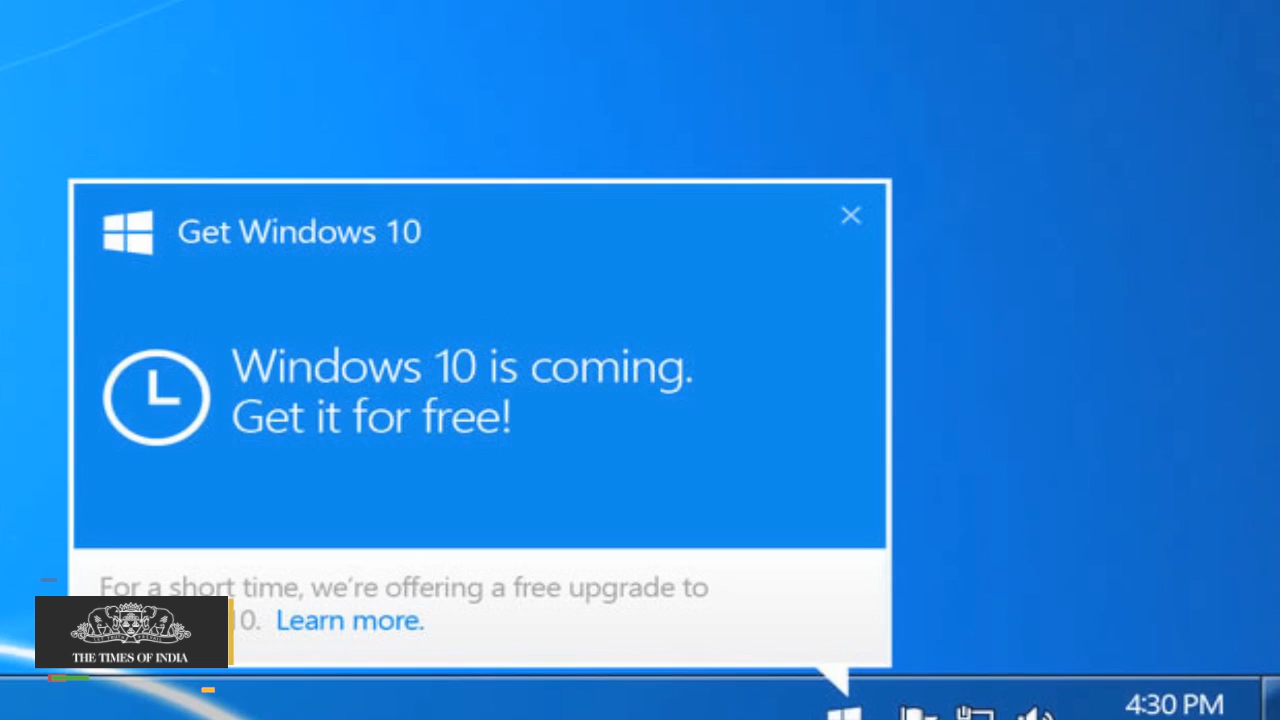 Get Windows 10
Windows 10 is coming.
Get it for free!
For a short time, we're offering a free upgrade to
10. Learn more.
THE TIMES OF INDIA
4:30 PM